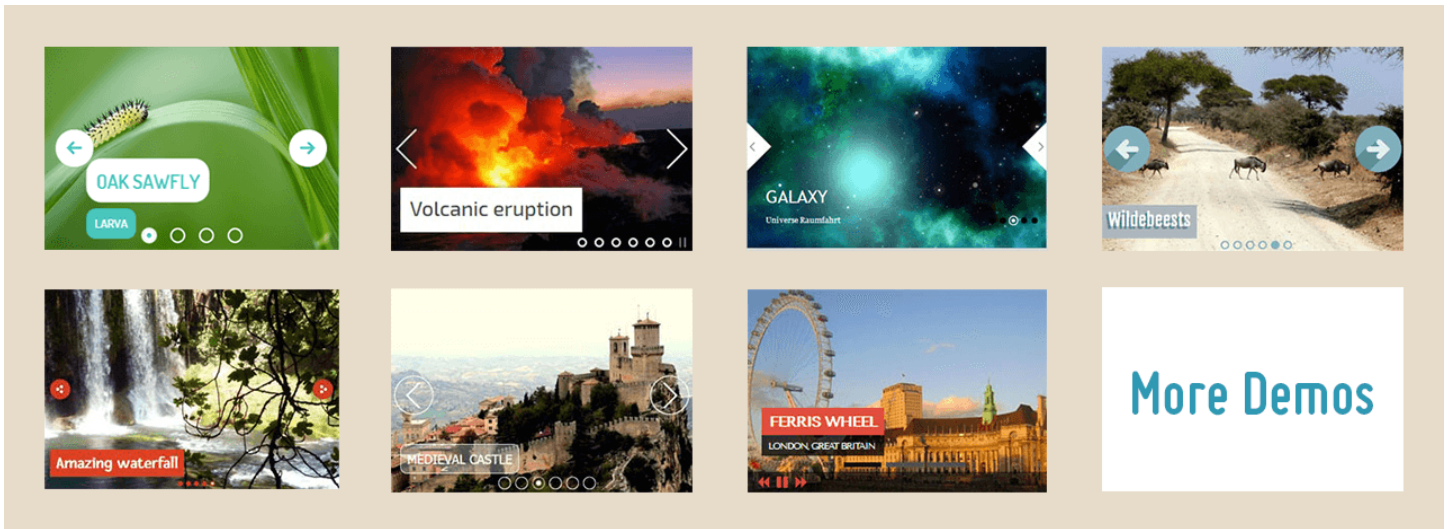 OAK SAWFLY
LARVA
Volcanic eruption
GALAXY
Universe Raumfahrt
Wildebeests
Amazing waterfall
MEDIEVAL CASTLE
FERRIS WHEEL
LONDON, GREAT BRITAIN
More Demos